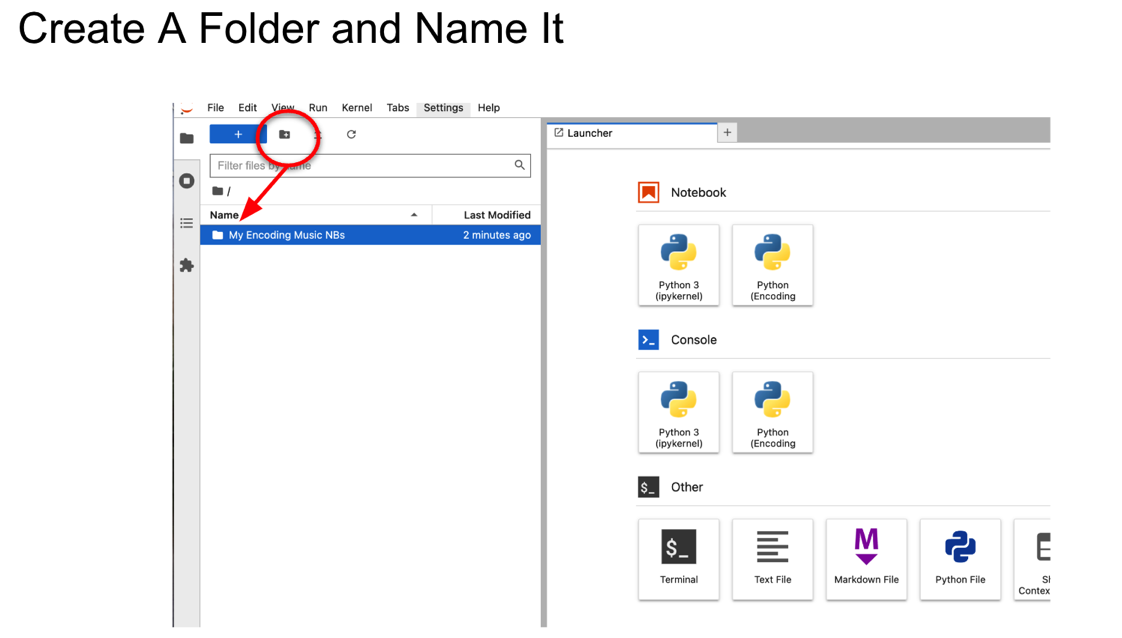 Create A Folder and Name It
File Edit View Run Kernel Tabs Settings Help
+
Launcher +
Filter files by name
/
Name Last Modified
My Encoding Music NBs 2 minutes ago
Notebook
Python 3
(ipykernel)
Python
(Encoding
Console
Python 3
(ipykernel)
Python
(Encoding
$_ Other
$_
Terminal
Text File
M
Markdown File
Python File
Contex